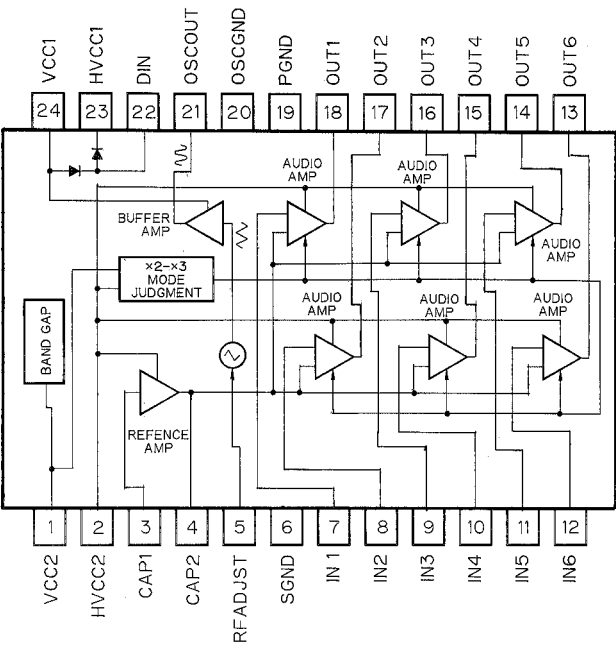 VCC1
HVCC1
DIN
OSCOUT
OSCGND
PGND
OUT1
OUT2
OUT3
OUT4
OUT5
OUT6
24
23
22
21
20
19
18
17
16
15
14
13
AUDIO
AMP
AUDIO
AMP
BUFFER
AMP
AUDIO
AMP
×2-×3
MODE
JUDGMENT
AUDIO
AMP
AUDIO
AMP
AUDIO
AMP
BAND GAP
REFENCE
AMP
1
2
3
4
5
6
7
8
9
10
11
12
VCC2
HVCC2
CAP1
CAP2
RFADJST
SGND
IN1
IN2
IN3
IN4
IN5
IN6